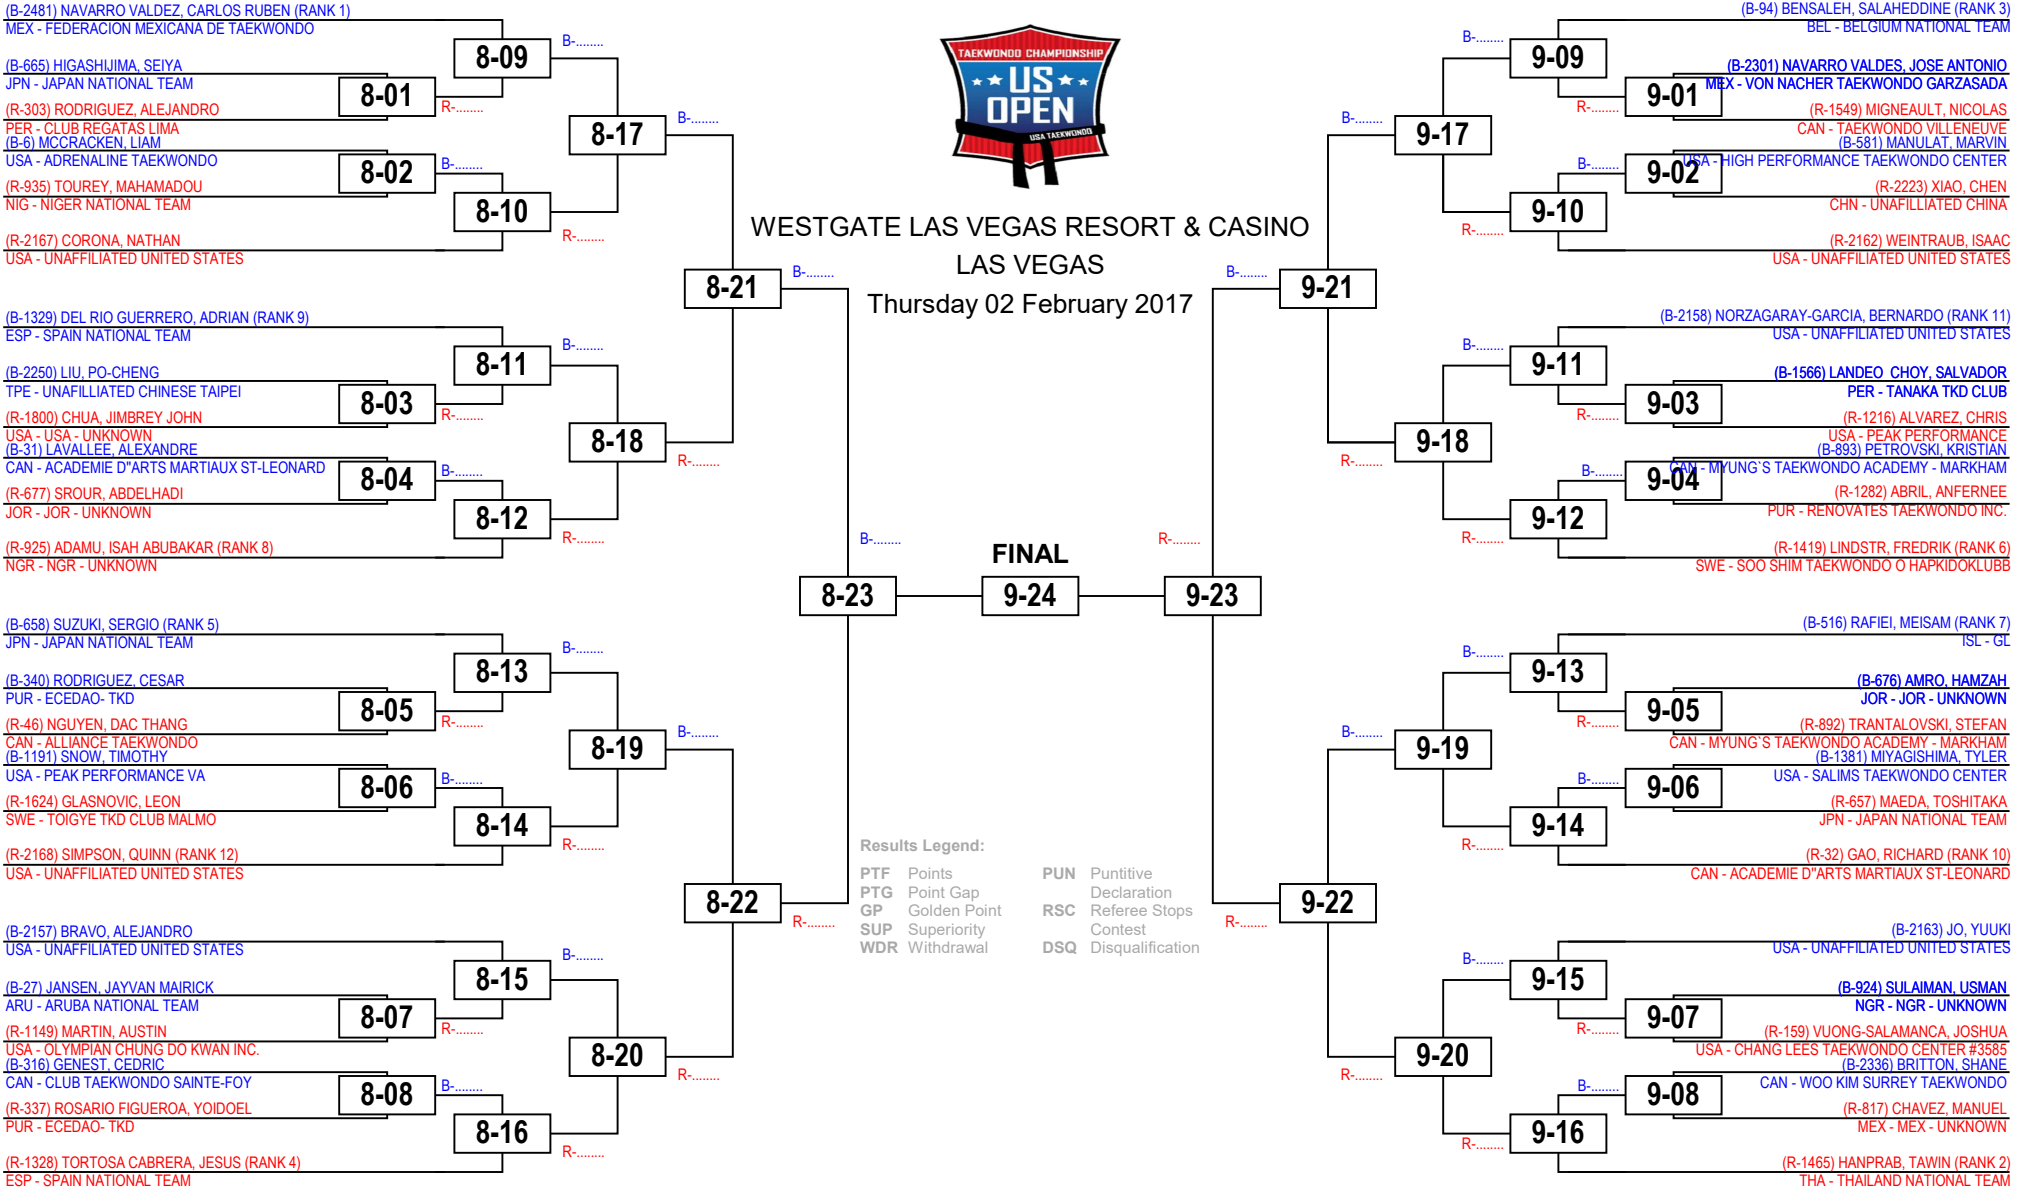 (B-2481) NAVARRO VALDEZ, CARLOS RUBEN (RANK 1)
MEX - FEDERACION MEXICANA DE TAEKWONDO
8-09
B-........
(B-665) HIGASHIJIMA, SEIYA
JPN - JAPAN NATIONAL TEAM
8-01
R-........
(R-303) RODRIGUEZ, ALEJANDRO
PER - CLUB REGATAS LIMA
8-17
B-........
(B-6) MCCRACKEN, LIAM
USA - ADRENALINE TAEKWONDO
8-02
B-........
(R-935) TOUREY, MAHAMADOU
NIG - NIGER NATIONAL TEAM
8-10
R-........
(R-2167) CORONA, NATHAN
USA - UNAFFILIATED UNITED STATES
8-21
B-........
(B-1329) DEL RIO GUERRERO, ADRIAN (RANK 9)
ESP - SPAIN NATIONAL TEAM
8-11
B-........
(B-2250) LIU, PO-CHENG
TPE - UNAFILLIATED CHINESE TAIPEI
8-03
R-........
(R-1800) CHUA, JIMBREY JOHN
USA - USA - UNKNOWN
8-18
R-........
(B-31) LAVALLEE, ALEXANDRE
CAN - ACADEMIE D"ARTS MARTIAUX ST-LEONARD
8-04
B-........
(R-677) SROUR, ABDELHADI
JOR - JOR - UNKNOWN
8-12
R-........
(R-925) ADAMU, ISAH ABUBAKAR (RANK 8)
NGR - NGR - UNKNOWN
8-23
B-........
(B-658) SUZUKI, SERGIO (RANK 5)
JPN - JAPAN NATIONAL TEAM
8-13
B-........
(B-340) RODRIGUEZ, CESAR
PUR - ECEDAO- TKD
8-05
R-........
(R-46) NGUYEN, DAC THANG
CAN - ALLIANCE TAEKWONDO
8-19
B-........
(B-1191) SNOW, TIMOTHY
USA - PEAK PERFORMANCE VA
8-06
B-........
(R-1624) GLASNOVIC, LEON
SWE - TOIGYE TKD CLUB MALMO
8-14
R-........
(R-2168) SIMPSON, QUINN (RANK 12)
USA - UNAFFILIATED UNITED STATES
8-22
R-........
(B-2157) BRAVO, ALEJANDRO
USA - UNAFFILIATED UNITED STATES
8-15
B-........
(B-27) JANSEN, JAYVAN MAIRICK
ARU - ARUBA NATIONAL TEAM
8-07
R-........
(R-1149) MARTIN, AUSTIN
USA - OLYMPIAN CHUNG DO KWAN INC.
8-20
R-........
(B-316) GENEST, CEDRIC
CAN - CLUB TAEKWONDO SAINTE-FOY
8-08
B-........
(R-337) ROSARIO FIGUEROA, YOIDOEL
PUR - ECEDAO- TKD
8-16
R-........
(R-1328) TORTOSA CABRERA, JESUS (RANK 4)
ESP - SPAIN NATIONAL TEAM
TAEKWONDO CHAMPIONSHIP
US
OPEN
USA TAEKWONDO
WESTGATE LAS VEGAS RESORT & CASINO
LAS VEGAS
Thursday 02 February 2017
FINAL
9-24
Results Legend:
PTF Points
PTG Point Gap
GP Golden Point
SUP Superiority
WDR Withdrawal
PUN Puntitive
Declaration
RSC Referee Stops
Contest
DSQ Disqualification
(B-94) BENSALEH, SALAHEDDINE (RANK 3)
BEL - BELGIUM NATIONAL TEAM
B-........
9-09
(B-2301) NAVARRO VALDES, JOSE ANTONIO
MEX - VON NACHER TAEKWONDO GARZASADA
R-........
9-01
(R-1549) MIGNEAULT, NICOLAS
CAN - TAEKWONDO VILLENEUVE
B-........
9-17
(B-581) MANULAT, MARVIN
USA - HIGH PERFORMANCE TAEKWONDO CENTER
B-........
9-02
(R-2223) XIAO, CHEN
CHN - UNAFILLIATED CHINA
R-........
9-10
(R-2162) WEINTRAUB, ISAAC
USA - UNAFFILIATED UNITED STATES
B-........
9-21
(B-2158) NORZAGARAY-GARCIA, BERNARDO (RANK 11)
USA - UNAFFILIATED UNITED STATES
B-........
9-11
(B-1566) LANDEO CHOY, SALVADOR
PER - TANAKA TKD CLUB
R-........
9-03
(R-1216) ALVAREZ, CHRIS
USA - PEAK PERFORMANCE
R-........
9-18
(B-893) PETROVSKI, KRISTIAN
CAN - MYUNG`S TAEKWONDO ACADEMY - MARKHAM
B-........
9-04
(R-1282) ABRIL, ANFERNEE
PUR - RENOVATES TAEKWONDO INC.
R-........
9-12
(R-1419) LINDSTR, FREDRIK (RANK 6)
SWE - SOO SHIM TAEKWONDO O HAPKIDOKLUBB
R-........
9-23
(B-516) RAFIEI, MEISAM (RANK 7)
ISL - GL
B-........
9-13
(B-676) AMRO, HAMZAH
JOR - JOR - UNKNOWN
R-........
9-05
(R-892) TRANTALOVSKI, STEFAN
CAN - MYUNG`S TAEKWONDO ACADEMY - MARKHAM
B-........
9-19
(B-1381) MIYAGISHIMA, TYLER
USA - SALIMS TAEKWONDO CENTER
B-........
9-06
(R-657) MAEDA, TOSHITAKA
JPN - JAPAN NATIONAL TEAM
R-........
9-14
(R-32) GAO, RICHARD (RANK 10)
CAN - ACADEMIE D"ARTS MARTIAUX ST-LEONARD
R-........
9-22
(B-2163) JO, YUUKI
USA - UNAFFILIATED UNITED STATES
B-........
9-15
(B-924) SULAIMAN, USMAN
NGR - NGR - UNKNOWN
R-........
9-07
(R-159) VUONG-SALAMANCA, JOSHUA
USA - CHANG LEES TAEKWONDO CENTER #3585
R-........
9-20
(B-2336) BRITTON, SHANE
CAN - WOO KIM SURREY TAEKWONDO
B-........
9-08
(R-817) CHAVEZ, MANUEL
MEX - MEX - UNKNOWN
R-........
9-16
(R-1465) HANPRAB, TAWIN (RANK 2)
THA - THAILAND NATIONAL TEAM